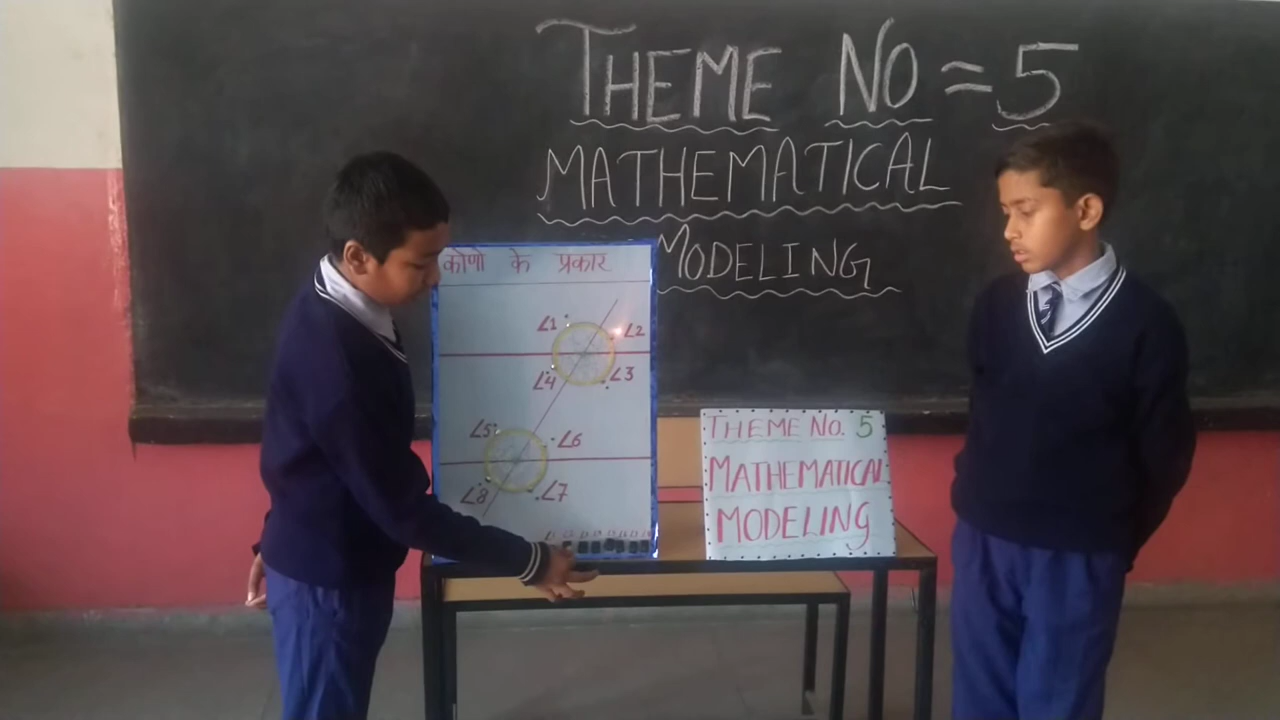 THEME NO = 5
MATHEMATICAL
MODELING
कोणो के प्रकार
∠1 ∠2
∠4 ∠3
∠5 ∠6
∠8 ∠7
THEME NO. 5
MATHEMATICAL
MODELING